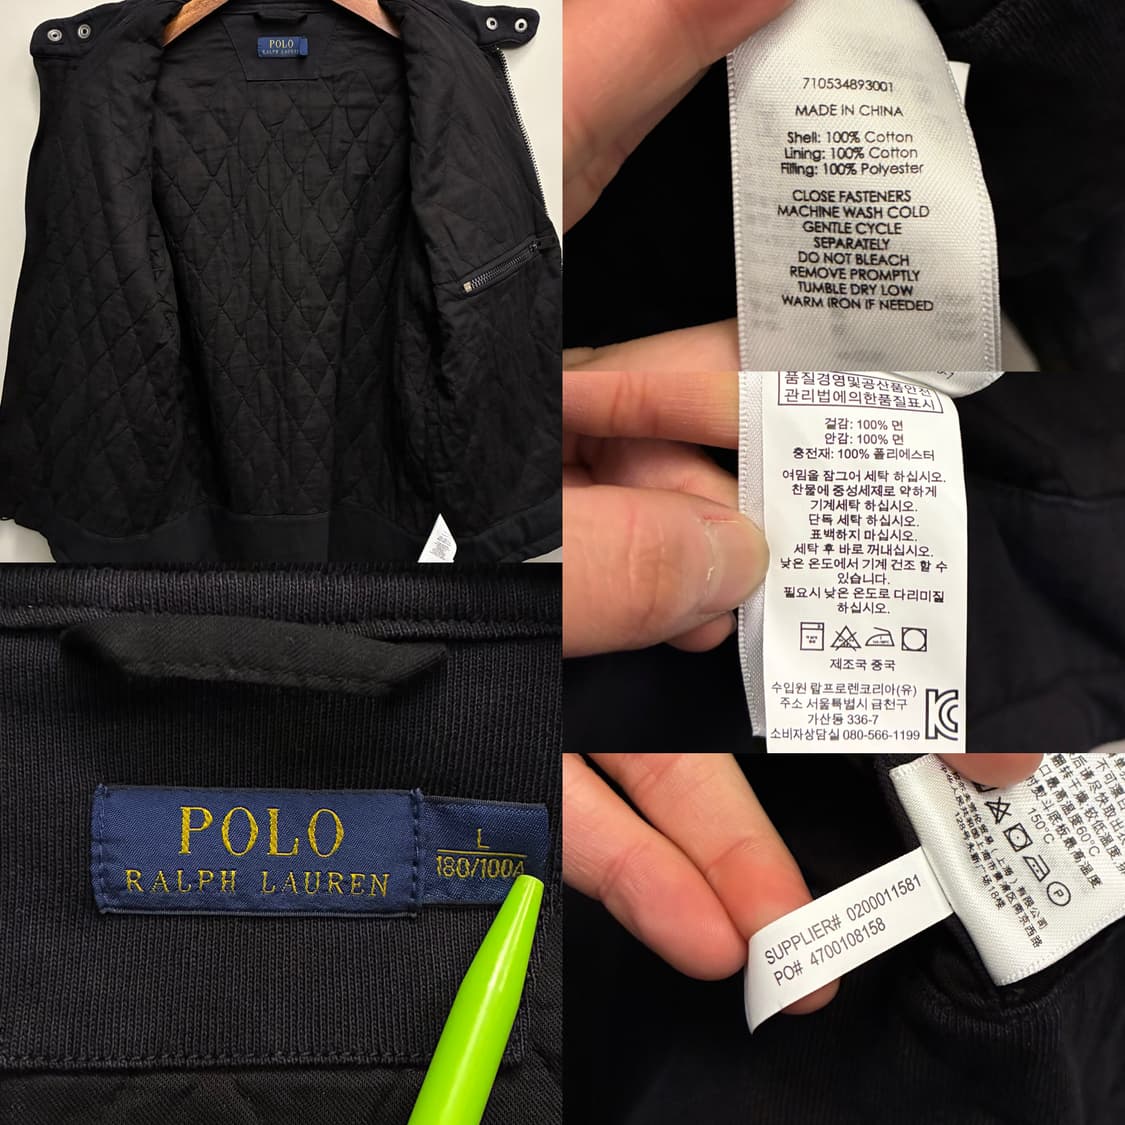 POLO
RALPH LAUREN
710534893001
MADE IN CHINA
Shell: 100% Cotton
Lining: 100% Cotton
Filling: 100% Polyester
CLOSE FASTENERS
MACHINE WASH COLD
GENTLE CYCLE
SEPARATELY
DO NOT BLEACH
REMOVE PROMPTLY
TUMBLE DRY LOW
WARM IRON IF NEEDED
품질경영및공산품안전
관리법에의한품질표시
겉감: 100% 면
안감: 100% 면
충전재: 100% 폴리에스터
여밈을 잠그어 세탁 하십시오.
찬물에 중성세제로 약하게
기계세탁 하십시오.
단독 세탁 하십시오.
표백하지 마십시오.
세탁 후 바로 꺼내십시오.
낮은 온도에서 기계 건조 할 수
있습니다.
필요시 낮은 온도로 다리미질
하십시오.
제조국 중국
수입원 랄프로렌코리아(유)
주소 서울특별시 금천구
가산동 336-7
소비자상담실 080-566-1199
POLO
RALPH LAUREN
L
180/100A
SUPPLIER# 0200011581
PO# 4700108158
150°C
P